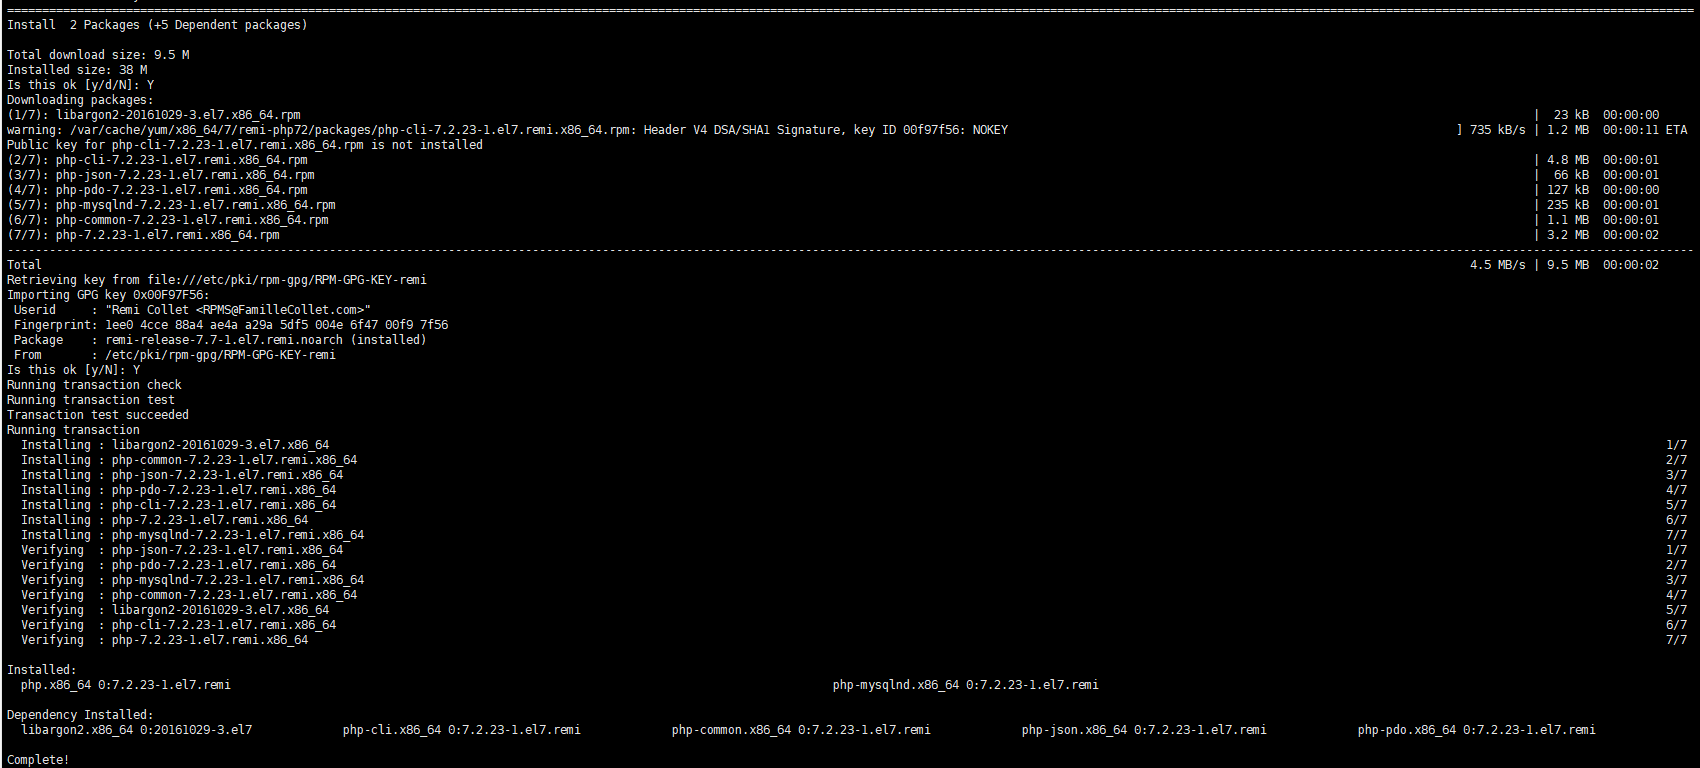 ================================================================================
Install  2 Packages (+5 Dependent packages)

Total download size: 9.5 M
Installed size: 38 M
Is this ok [y/d/N]: Y
Downloading packages:
(1/7): libargon2-20161029-3.el7.x86_64.rpm | 23 kB 00:00:00
warning: /var/cache/yum/x86_64/7/remi-php72/packages/php-cli-7.2.23-1.el7.remi.x86_64.rpm: Header V4 DSA/SHA1 Signature, key ID 00f97f56: NOKEY ] 735 kB/s | 1.2 MB 00:00:11 ETA
Public key for php-cli-7.2.23-1.el7.remi.x86_64.rpm is not installed
(2/7): php-cli-7.2.23-1.el7.remi.x86_64.rpm | 4.8 MB 00:00:01
(3/7): php-json-7.2.23-1.el7.remi.x86_64.rpm | 66 kB 00:00:01
(4/7): php-pdo-7.2.23-1.el7.remi.x86_64.rpm | 127 kB 00:00:00
(5/7): php-mysqlnd-7.2.23-1.el7.remi.x86_64.rpm | 235 kB 00:00:01
(6/7): php-common-7.2.23-1.el7.remi.x86_64.rpm | 1.1 MB 00:00:01
(7/7): php-7.2.23-1.el7.remi.x86_64.rpm | 3.2 MB 00:00:02
--------------------------------------------------------------------------------
Total 4.5 MB/s | 9.5 MB 00:00:02
Retrieving key from file:///etc/pki/rpm-gpg/RPM-GPG-KEY-remi
Importing GPG key 0x00F97F56:
 Userid     : "Remi Collet <RPMS@FamilleCollet.com>"
 Fingerprint: 1ee0 4cce 88a4 ae4a a29a 5df5 004e 6f47 00f9 7f56
 Package    : remi-release-7.7-1.el7.remi.noarch (installed)
 From       : /etc/pki/rpm-gpg/RPM-GPG-KEY-remi
Is this ok [y/N]: Y
Running transaction check
Running transaction test
Transaction test succeeded
Running transaction
  Installing : libargon2-20161029-3.el7.x86_64 1/7
  Installing : php-common-7.2.23-1.el7.remi.x86_64 2/7
  Installing : php-json-7.2.23-1.el7.remi.x86_64 3/7
  Installing : php-pdo-7.2.23-1.el7.remi.x86_64 4/7
  Installing : php-cli-7.2.23-1.el7.remi.x86_64 5/7
  Installing : php-7.2.23-1.el7.remi.x86_64 6/7
  Installing : php-mysqlnd-7.2.23-1.el7.remi.x86_64 7/7
  Verifying  : php-json-7.2.23-1.el7.remi.x86_64 1/7
  Verifying  : php-pdo-7.2.23-1.el7.remi.x86_64 2/7
  Verifying  : php-mysqlnd-7.2.23-1.el7.remi.x86_64 3/7
  Verifying  : php-common-7.2.23-1.el7.remi.x86_64 4/7
  Verifying  : libargon2-20161029-3.el7.x86_64 5/7
  Verifying  : php-cli-7.2.23-1.el7.remi.x86_64 6/7
  Verifying  : php-7.2.23-1.el7.remi.x86_64 7/7

Installed:
  php.x86_64 0:7.2.23-1.el7.remi php-mysqlnd.x86_64 0:7.2.23-1.el7.remi

Dependency Installed:
  libargon2.x86_64 0:20161029-3.el7 php-cli.x86_64 0:7.2.23-1.el7.remi php-common.x86_64 0:7.2.23-1.el7.remi php-json.x86_64 0:7.2.23-1.el7.remi php-pdo.x86_64 0:7.2.23-1.el7.remi

Complete!